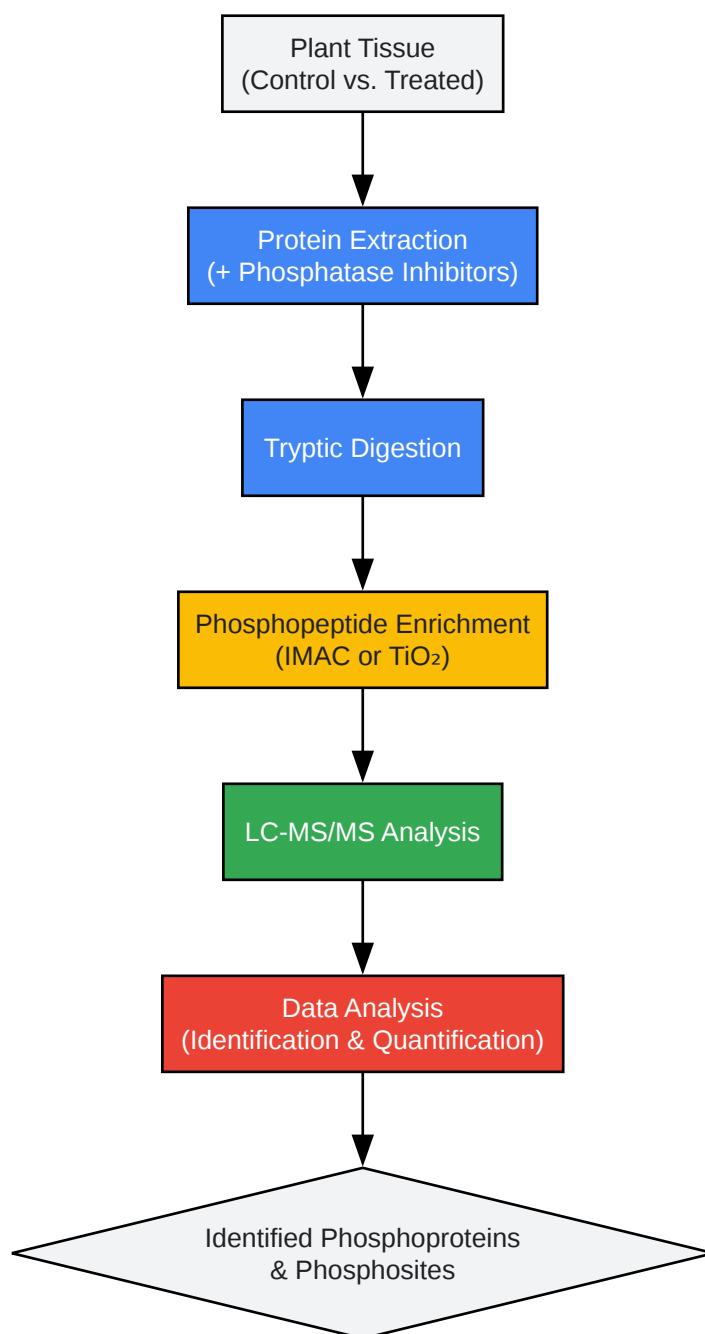 Plant Tissue
(Control vs. Treated)
Protein Extraction
(+ Phosphatase Inhibitors)
Tryptic Digestion
Phosphopeptide Enrichment
(IMAC or TiO₂)
LC-MS/MS Analysis
Data Analysis
(Identification & Quantification)
Identified Phosphoproteins
& Phosphosites